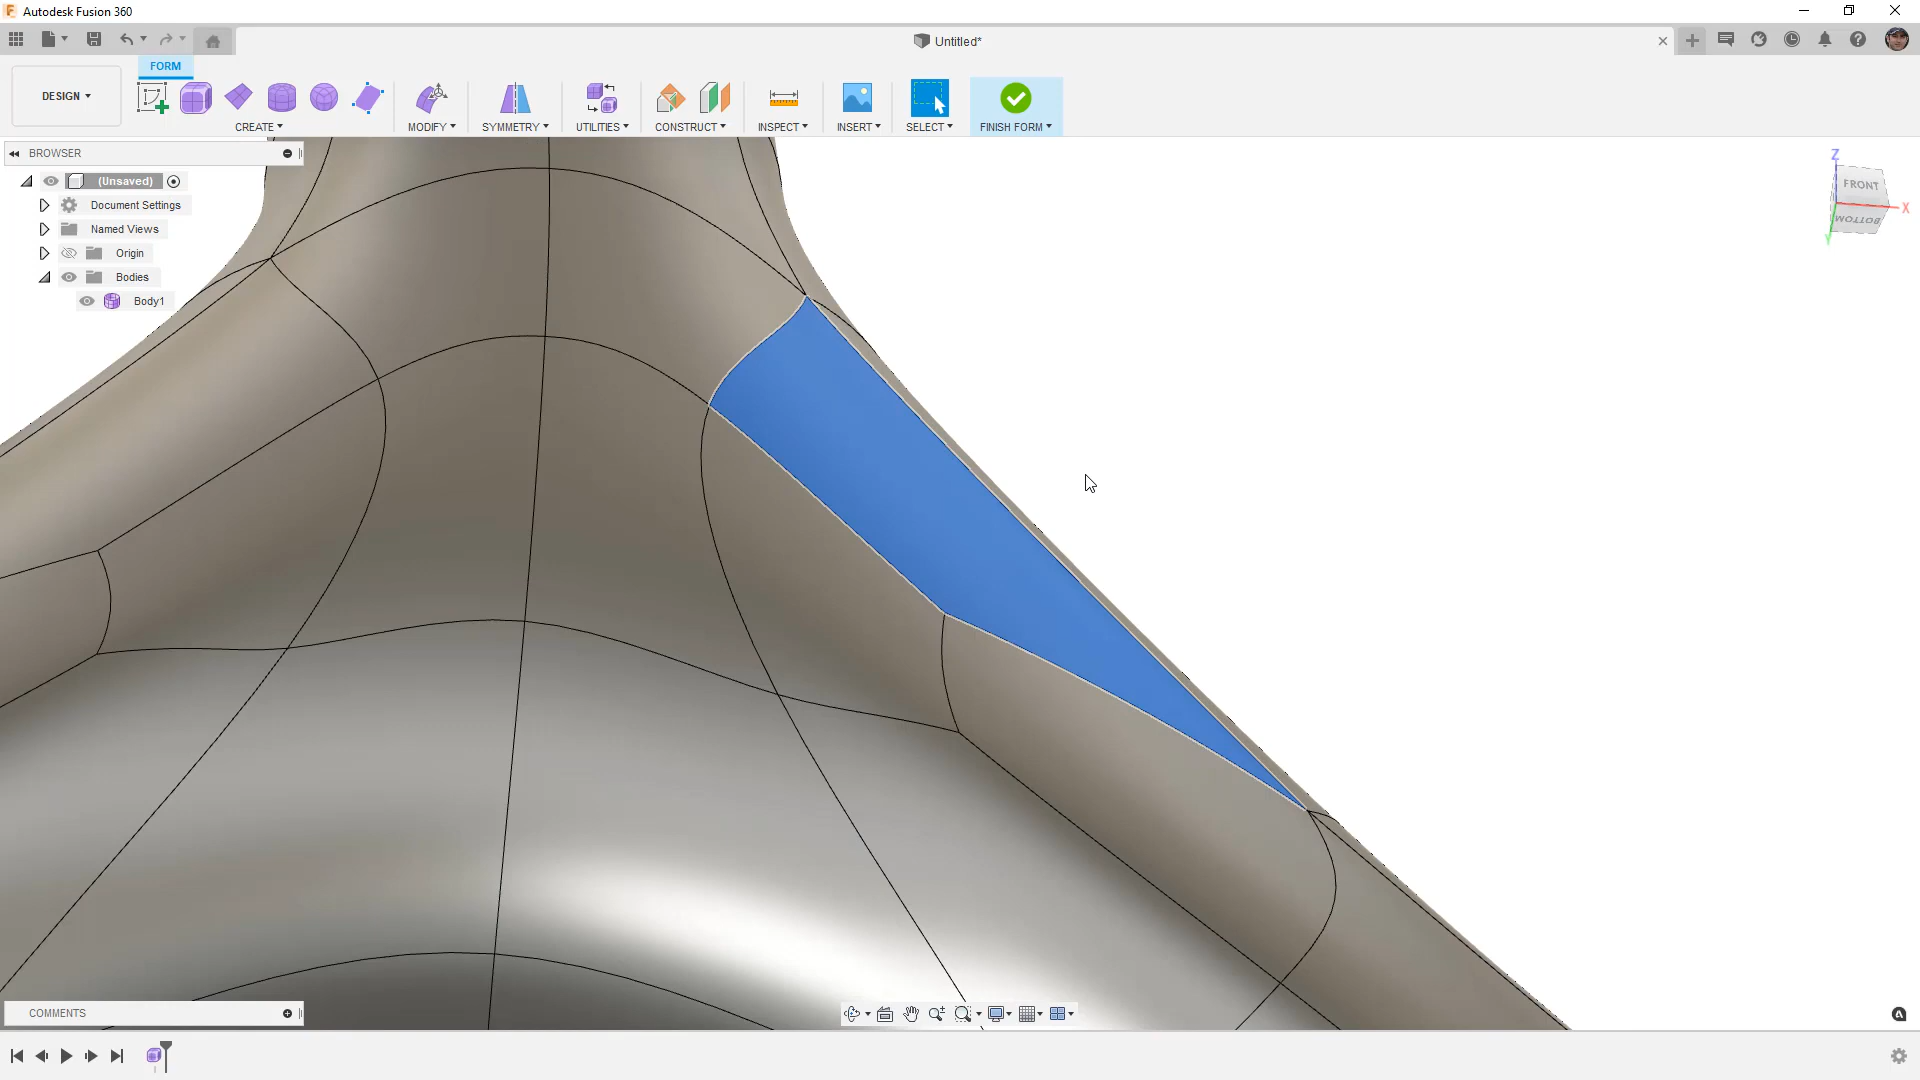 Autodesk Fusion 360
Untitled*
FORM
DESIGN
CREATE
MODIFY
SYMMETRY
UTILITIES
CONSTRUCT
INSPECT
INSERT
SELECT
FINISH FORM
BROWSER
(Unsaved)
Document Settings
Named Views
Origin
Bodies
Body1
Z
FRONT
X
BOTTOM
Y
COMMENTS